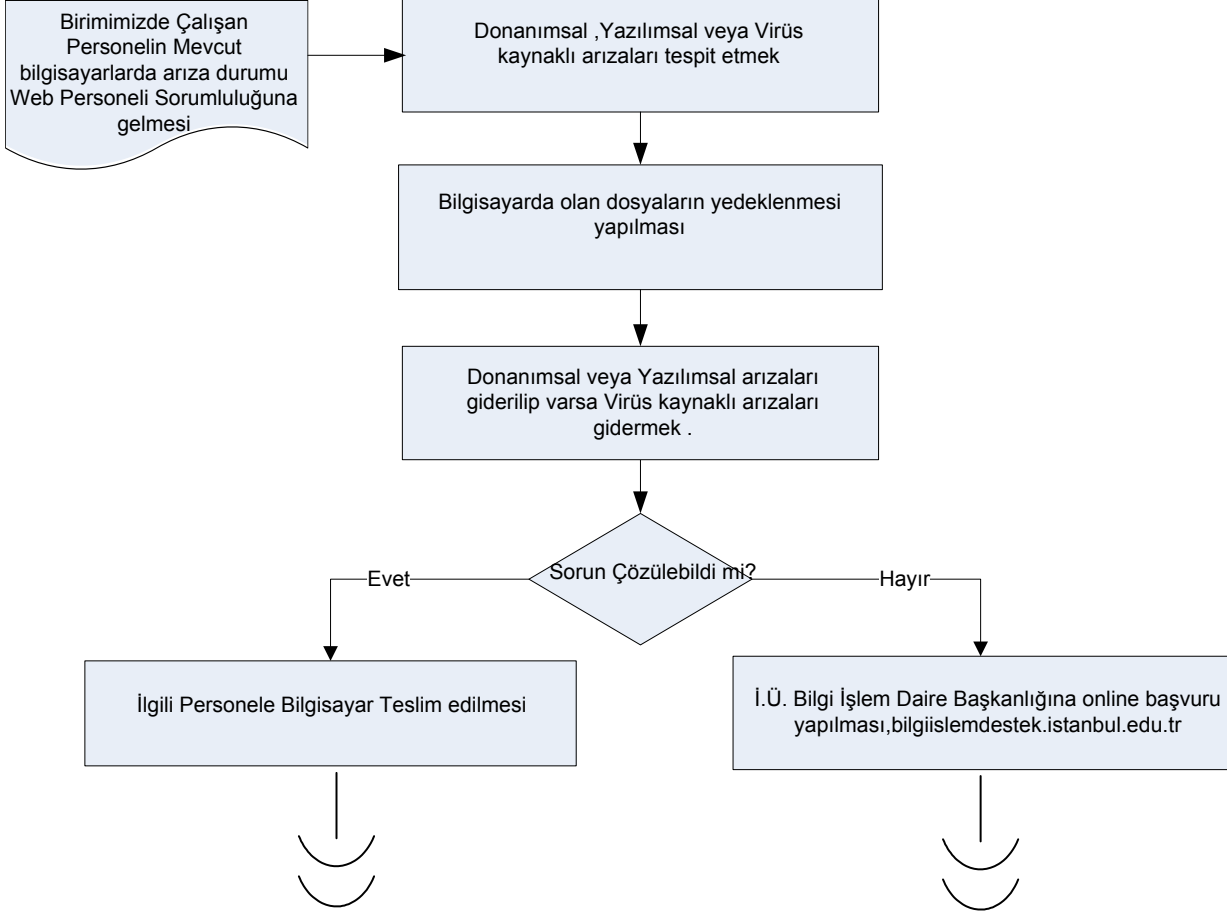 Birimimizde Çalışan
Personelin Mevcut
bilgisayarlarda arıza durumu
Web Personeli Sorumluluğuna
gelmesi
Donanımsal ,Yazılımsal veya Virüs
kaynaklı arızaları tespit etmek
Bilgisayarda olan dosyaların yedeklenmesi
yapılması
Donanımsal veya Yazılımsal arızaları
giderilip varsa Virüs kaynaklı arızaları
gidermek .
Sorun Çözülebildi mi?
Evet
Hayır
İlgili Personele Bilgisayar Teslim edilmesi
İ.Ü. Bilgi İşlem Daire Başkanlığına online başvuru
yapılması,bilgiislemdestek.istanbul.edu.tr